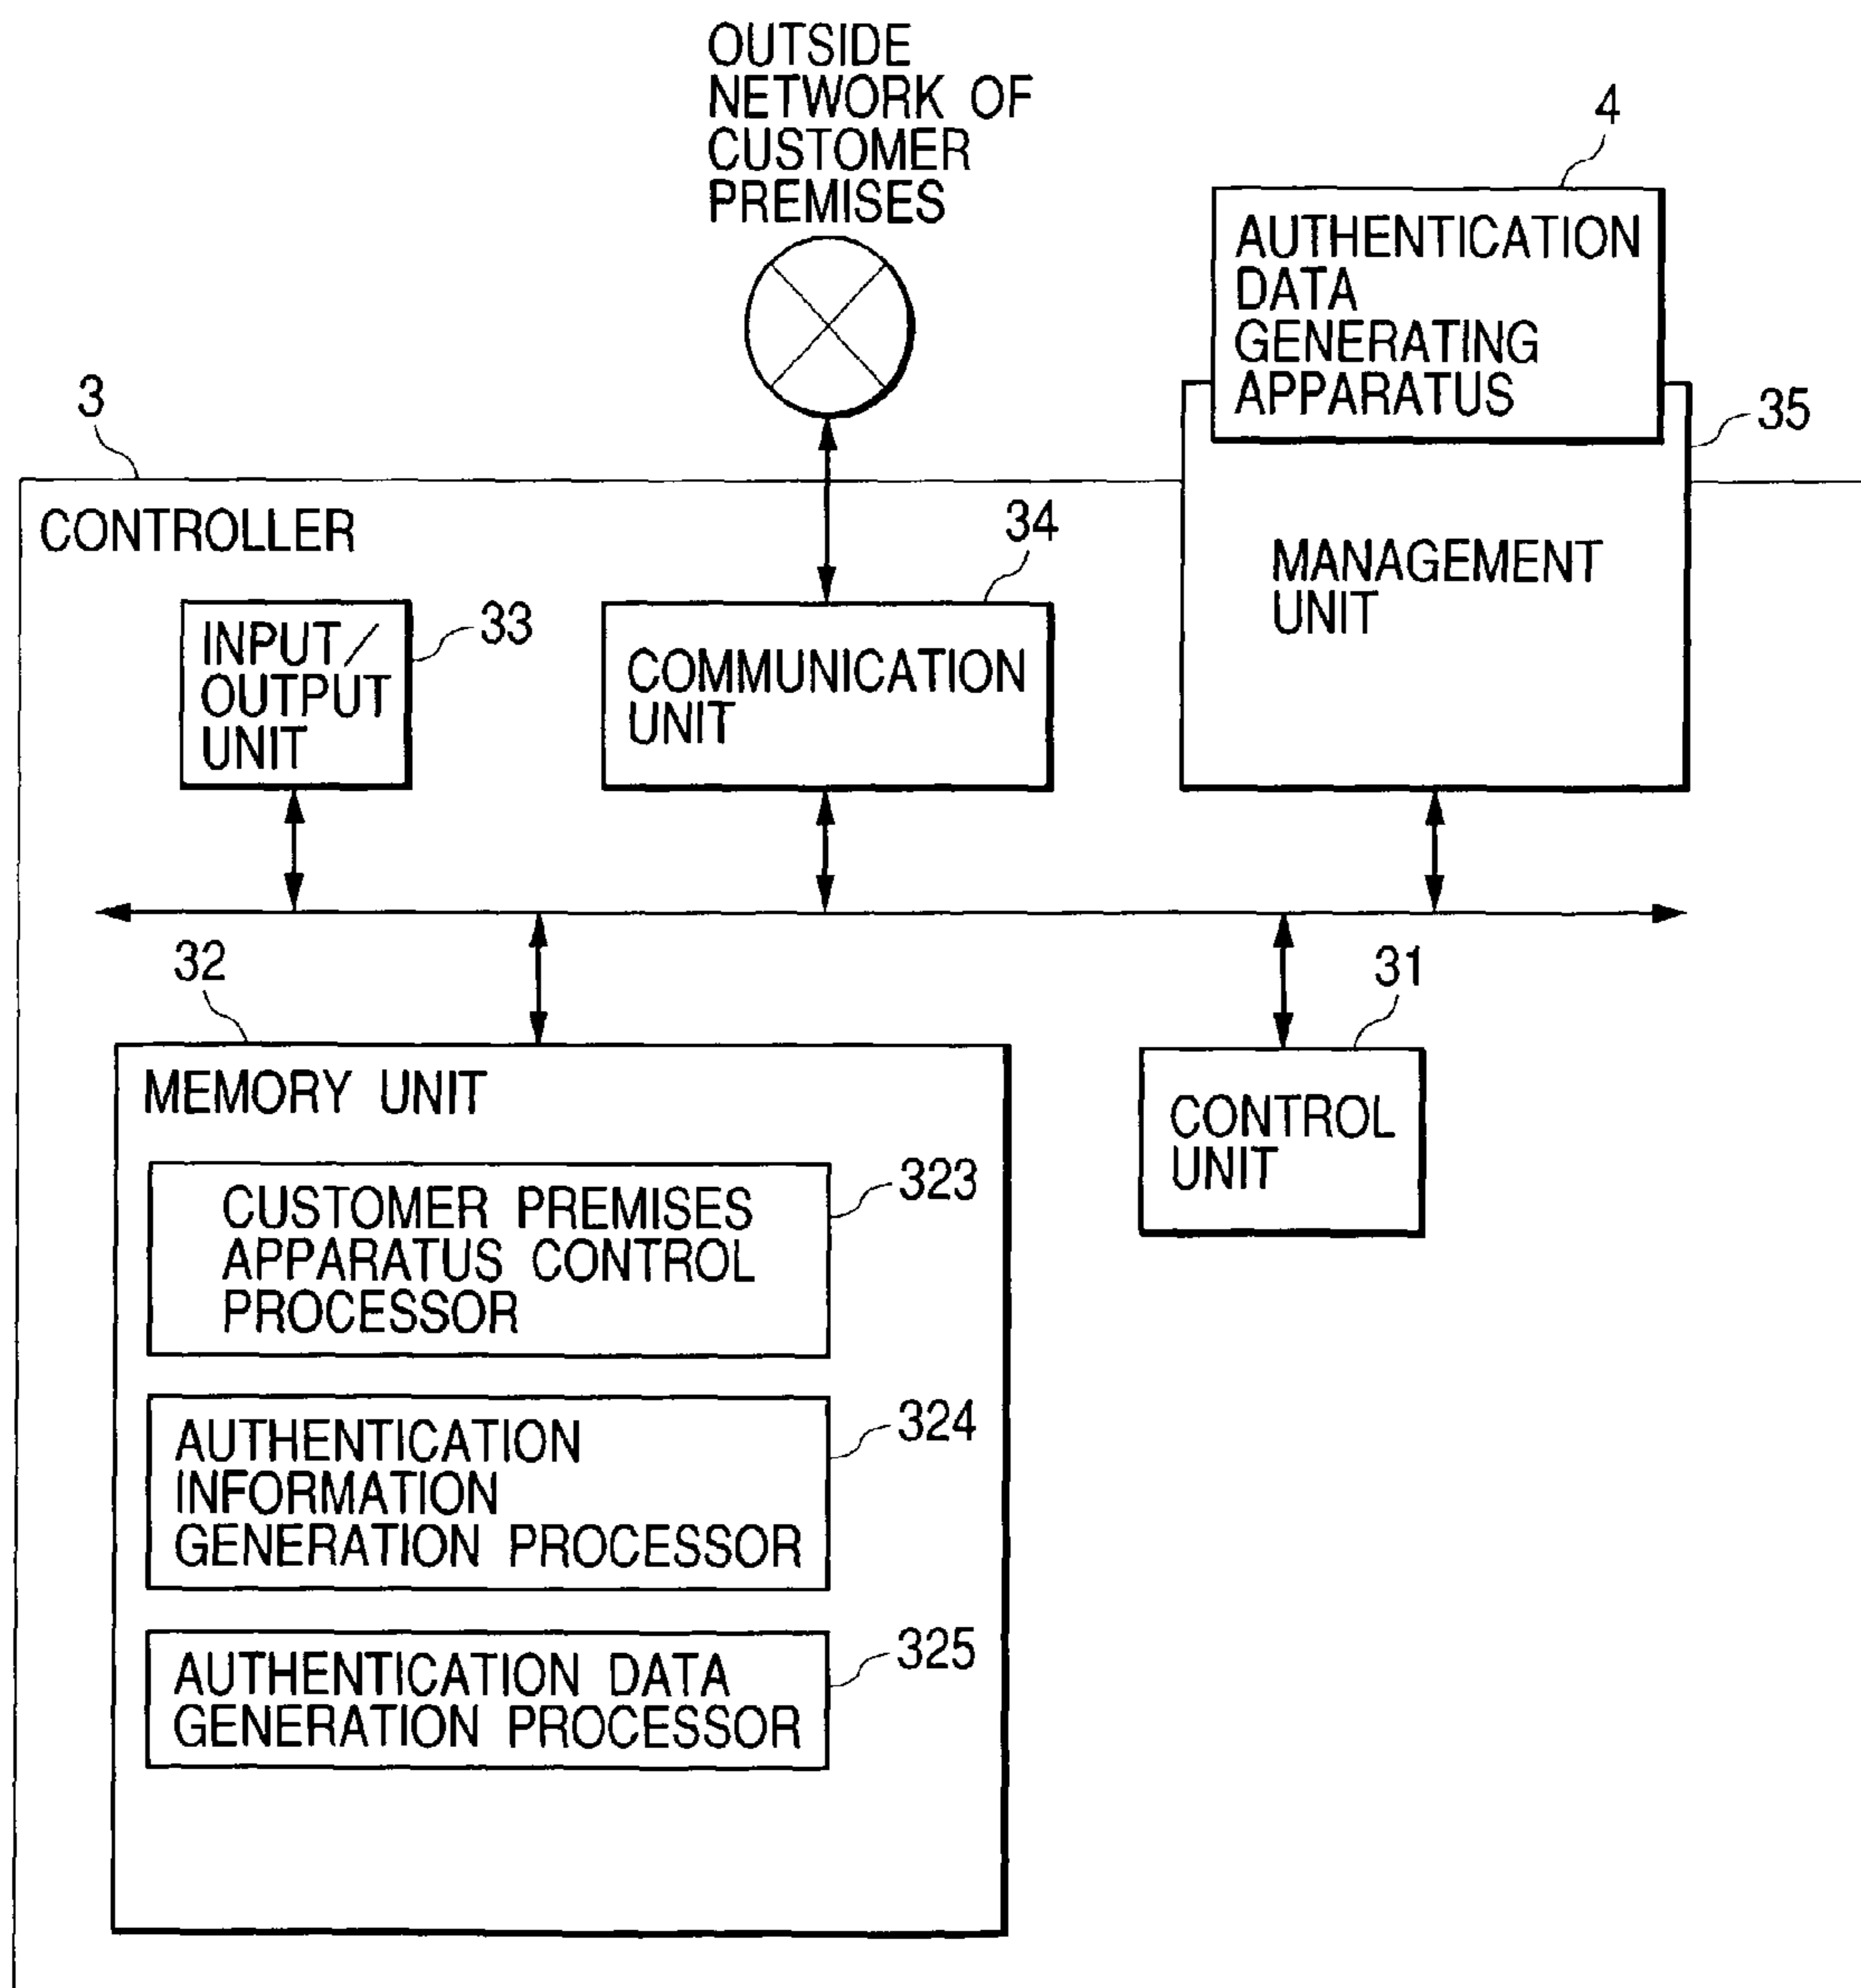 OUTSIDE
NETWORK OF
CUSTOMER
PREMISES
4
AUTHENTICATION
DATA
GENERATING
APPARATUS
3
35
CONTROLLER
34
MANAGEMENT
UNIT
33
INPUT/
OUTPUT
UNIT
COMMUNICATION
UNIT
32
31
MEMORY UNIT
CONTROL
UNIT
323
CUSTOMER PREMISES
APPARATUS CONTROL
PROCESSOR
324
AUTHENTICATION
INFORMATION
GENERATION PROCESSOR
325
AUTHENTICATION DATA
GENERATION PROCESSOR